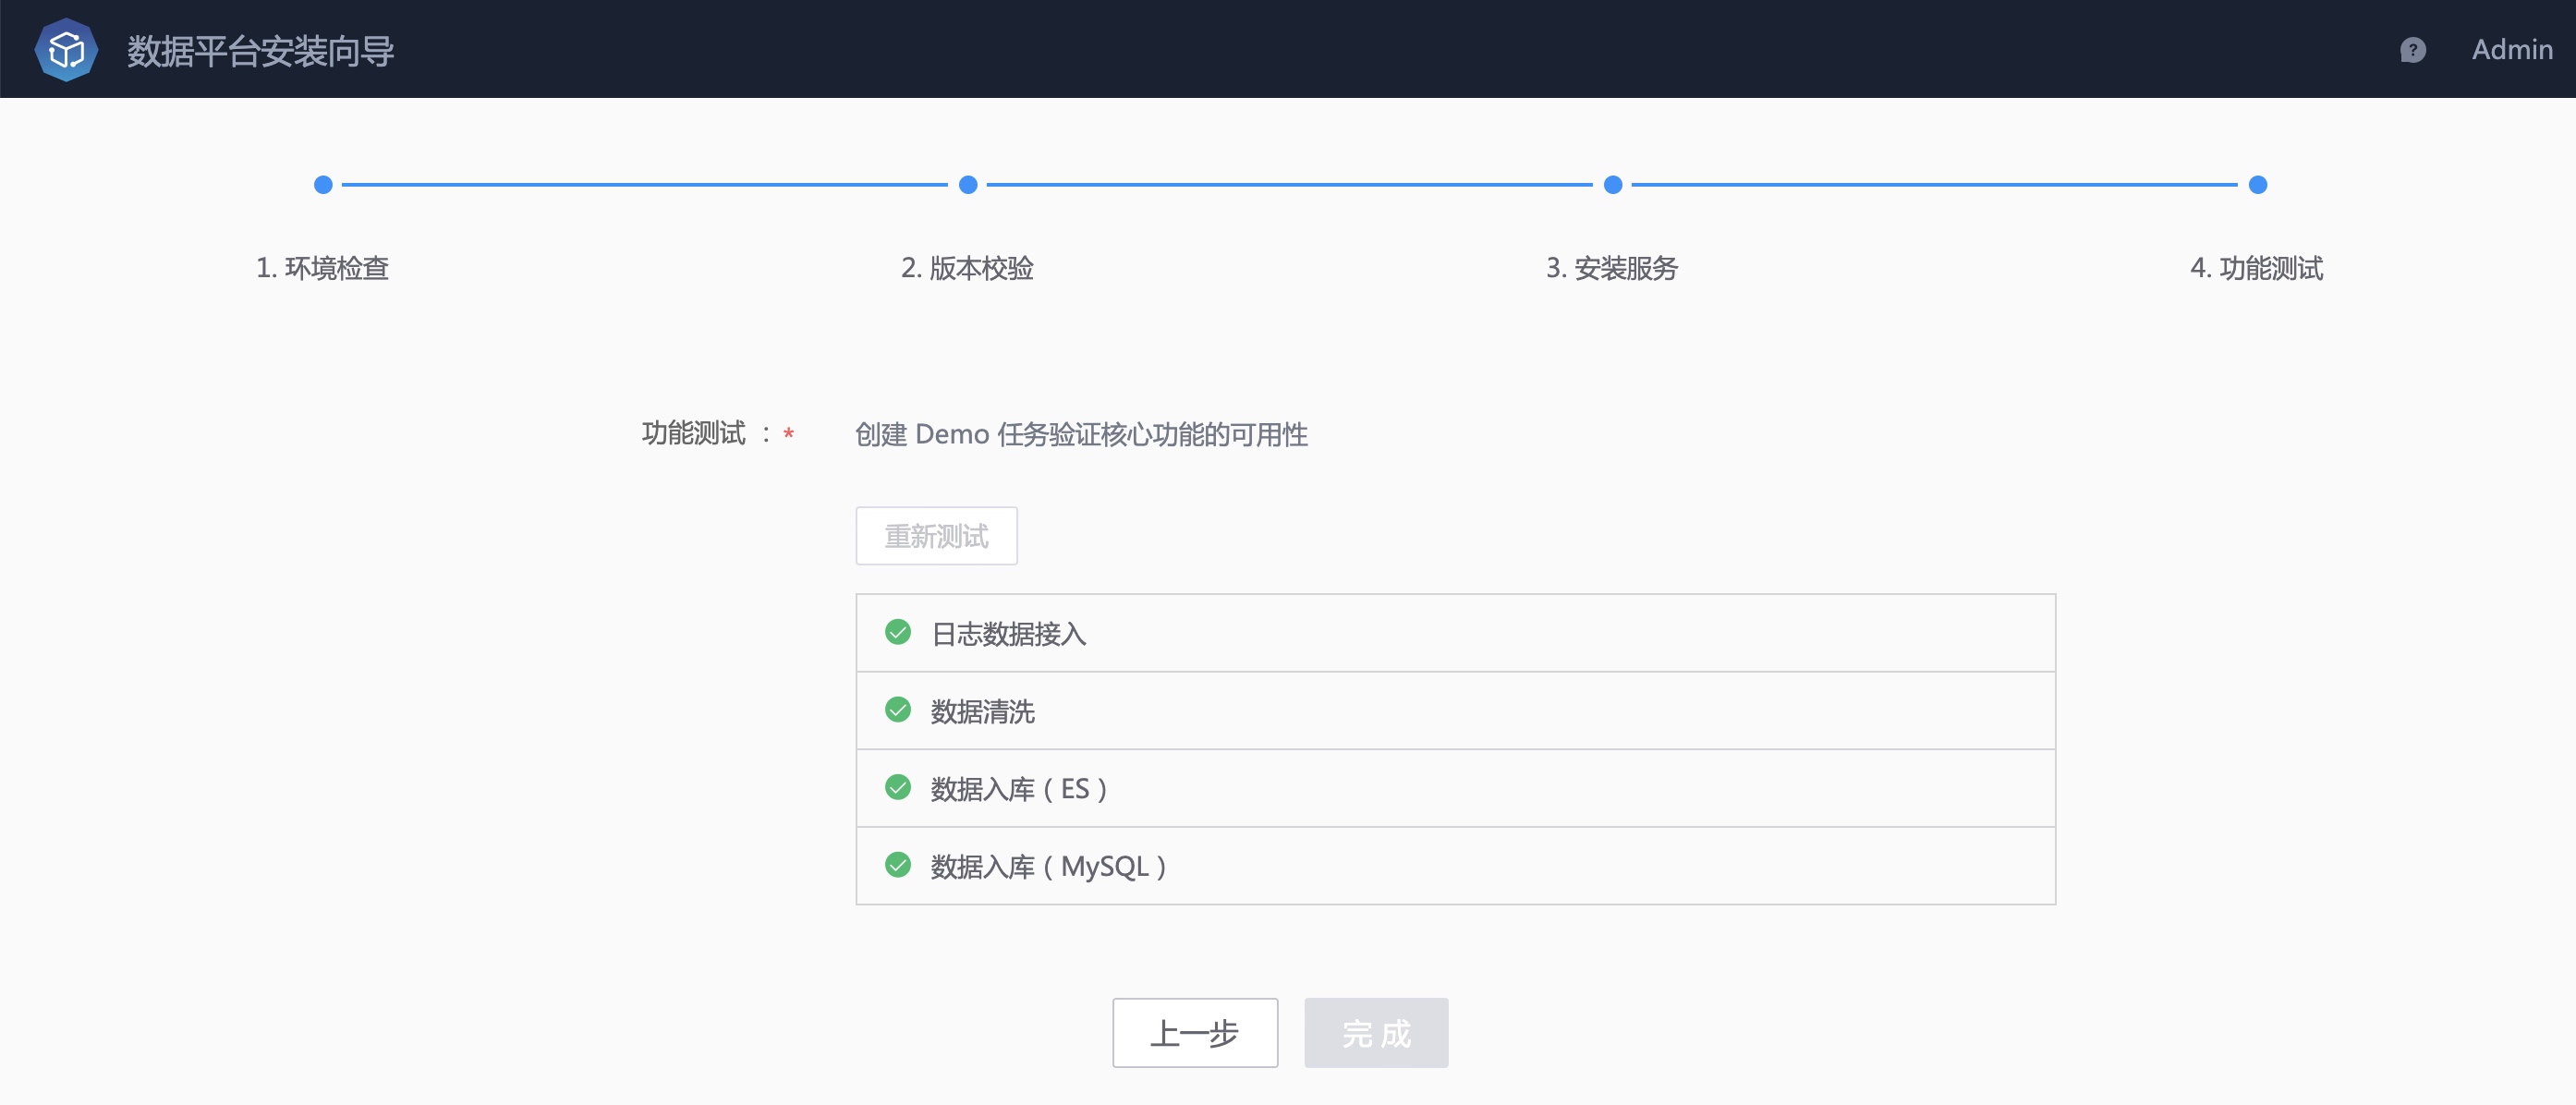 数据平台安装向导
?
Admin
1. 环境检查
2. 版本校验
3. 安装服务
4. 功能测试
功能测试 : *
创建 Demo 任务验证核心功能的可用性
重新测试
日志数据接入
数据清洗
数据入库（ES）
数据入库（MySQL）
上一步
完 成